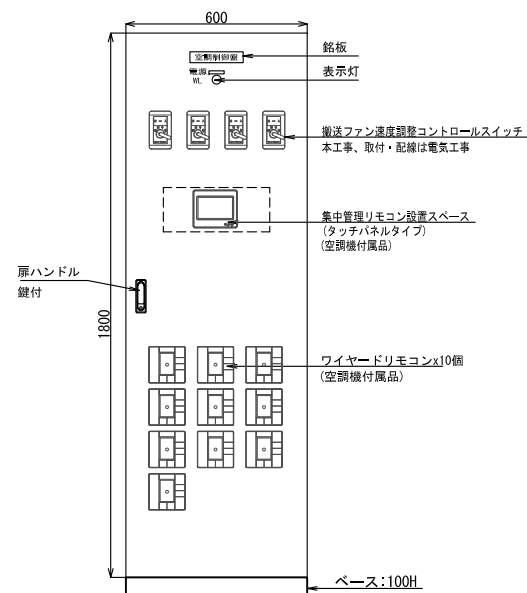 600
銘板
空調制御盤
表示灯
電源
WL
搬送ファン速度調整コントロールスイッチ
本工事、取付・配線は電気工事
集中管理リモコン設置スペース
(タッチパネルタイプ)
(空調機付属品)
扉ハンドル
鍵付
1800
ワイヤードリモコンx10個
(空調機付属品)
ベース:100H